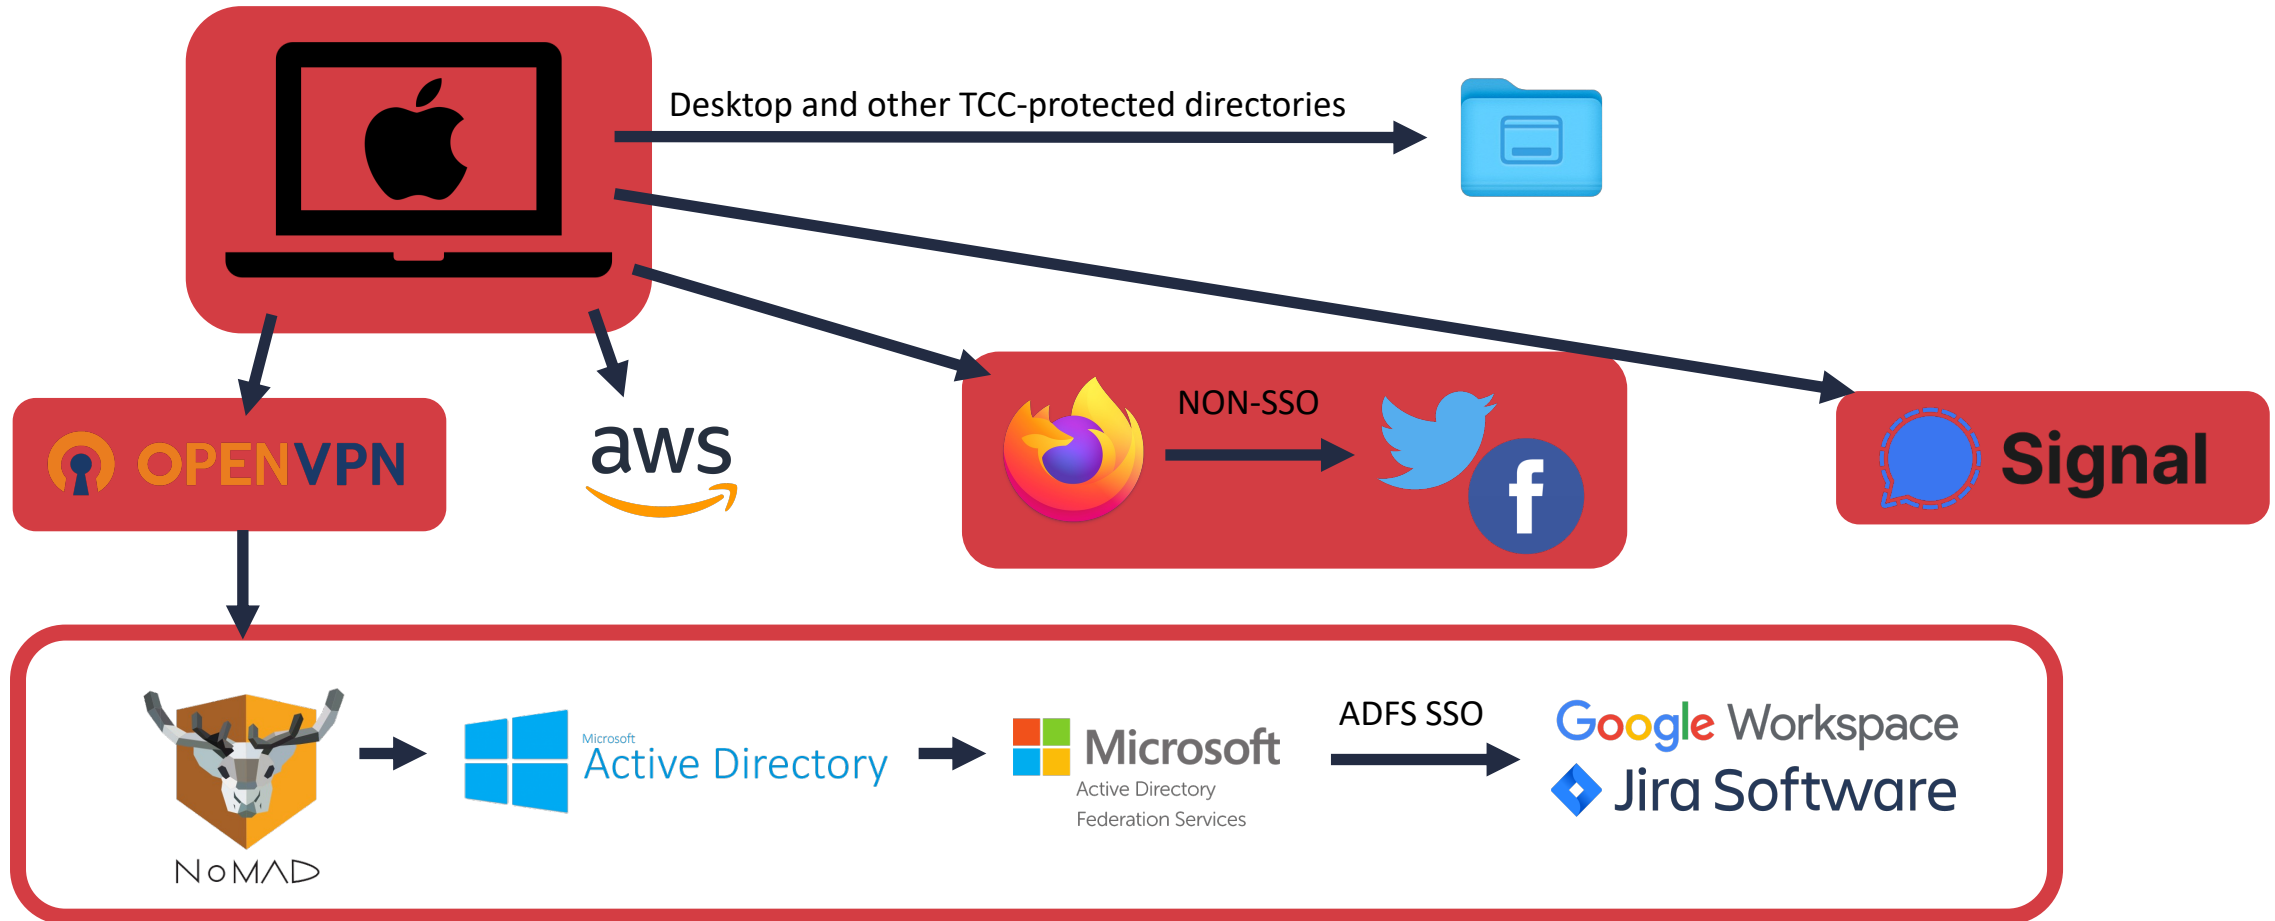 Desktop and other TCC-protected directories
NON-SSO
OPENVPN
aws
f
Signal
ADFS SSO
NoMAD
Microsoft
Active Directory
Microsoft
Active Directory
Federation Services
Google Workspace
Jira Software